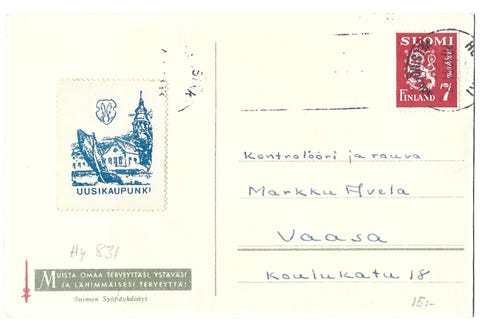 SUOMI
7 markkaa
FINLAND
UUSIKAUPUNKI
Kontrolööri ja rouva
Markku Avela
Vaasa
Koulukatu 18
Hy 831
MUISTA OMAA TERVEYTTÄSI, YSTÄVÄSI
JA LÄHIMMÄISESI TERVEYTTÄ!
Suomen Syöpäyhdistys
15:-